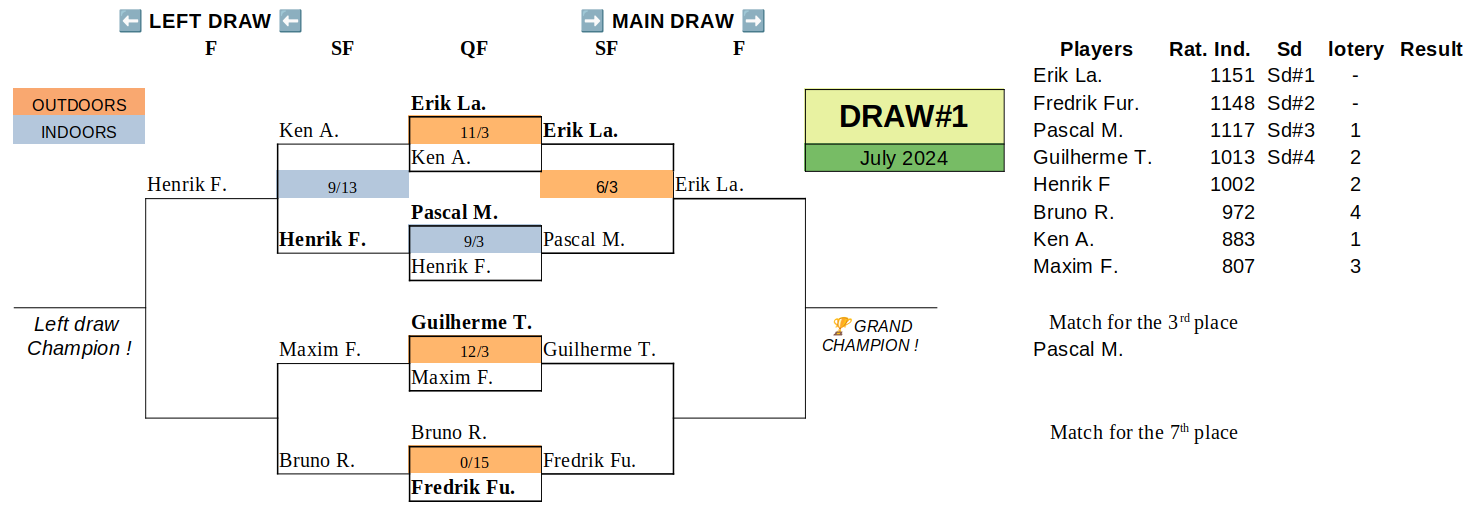 ⬅ LEFT DRAW ⬅ ➡ MAIN DRAW ➡
F SF QF SF F
Players Rat. Ind. Sd lotery Result
Erik La. 1151 Sd#1 -
Fredrik Fur. 1148 Sd#2 -
Pascal M. 1117 Sd#3 1
Guilherme T. 1013 Sd#4 2
Henrik F 1002 2
Bruno R. 972 4
Ken A. 883 1
Maxim F. 807 3
OUTDOORS
INDOORS
DRAW#1
July 2024
Erik La.
Ken A. 11/3 Erik La.
Ken A.
Henrik F. 9/13 6/3 Erik La.
Pascal M.
Henrik F. 9/3 Pascal M.
Henrik F.
Left draw
Champion !
🏆GRAND
CHAMPION !
Guilherme T.
Maxim F. 12/3 Guilherme T.
Maxim F.
Bruno R.
Bruno R. 0/15 Fredrik Fu.
Fredrik Fu.
Match for the 3rd place
Pascal M.
Match for the 7th place